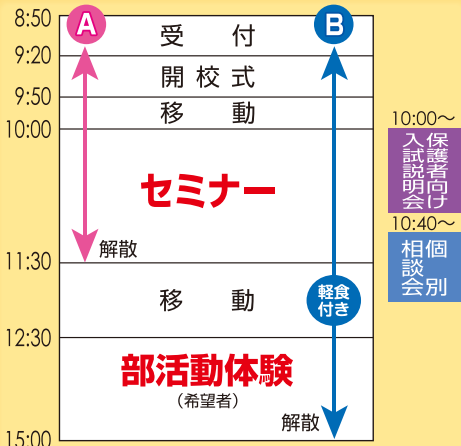 8:50
A
B
受付
9:20
開校式
9:50
移動
10:00
セミナー
解散
11:30
移動
軽食
付き
12:30
部活動体験
(希望者)
解散
15:00
10:00～
保護者向け
入試説明会
10:40～
個別
相談会